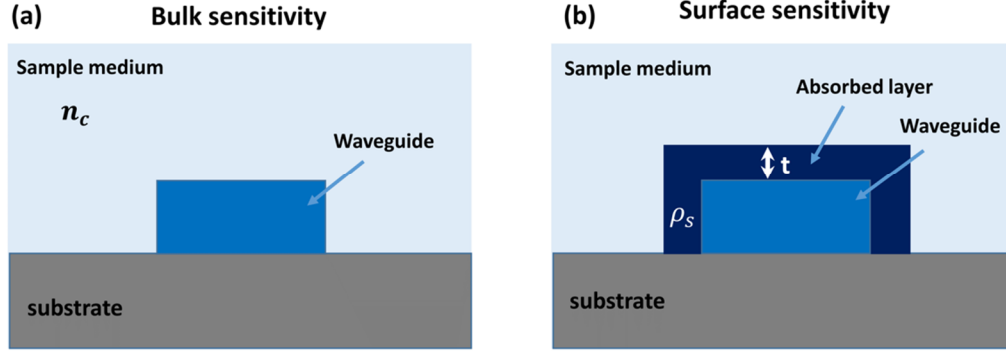 (a) Bulk sensitivity
Sample medium
n_c
Waveguide
substrate
(b) Surface sensitivity
Sample medium
Absorbed layer
Waveguide
t
ρ_s
substrate